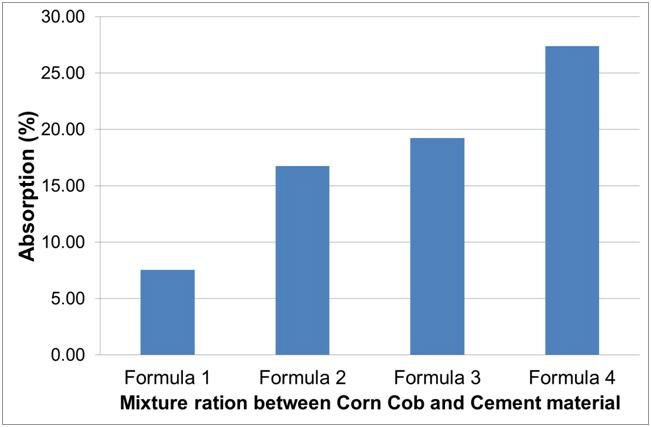 30.00
25.00
20.00
15.00
10.00
5.00
0.00
Absorption (%)
Formula 1 Formula 2 Formula 3 Formula 4
Mixture ration between Corn Cob and Cement material